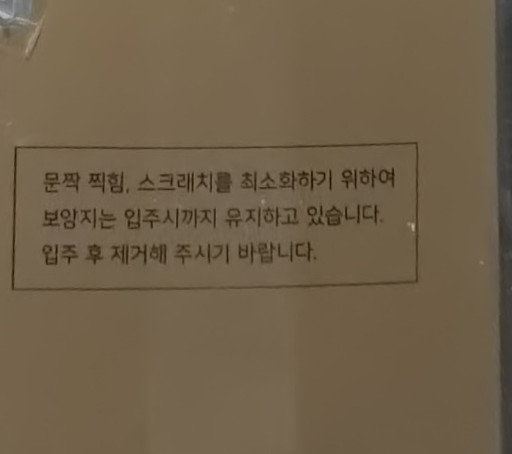 문짝 찍힘, 스크래치를 최소화하기 위하여
보양지는 입주시까지 유지하고 있습니다.
입주 후 제거해 주시기 바랍니다.